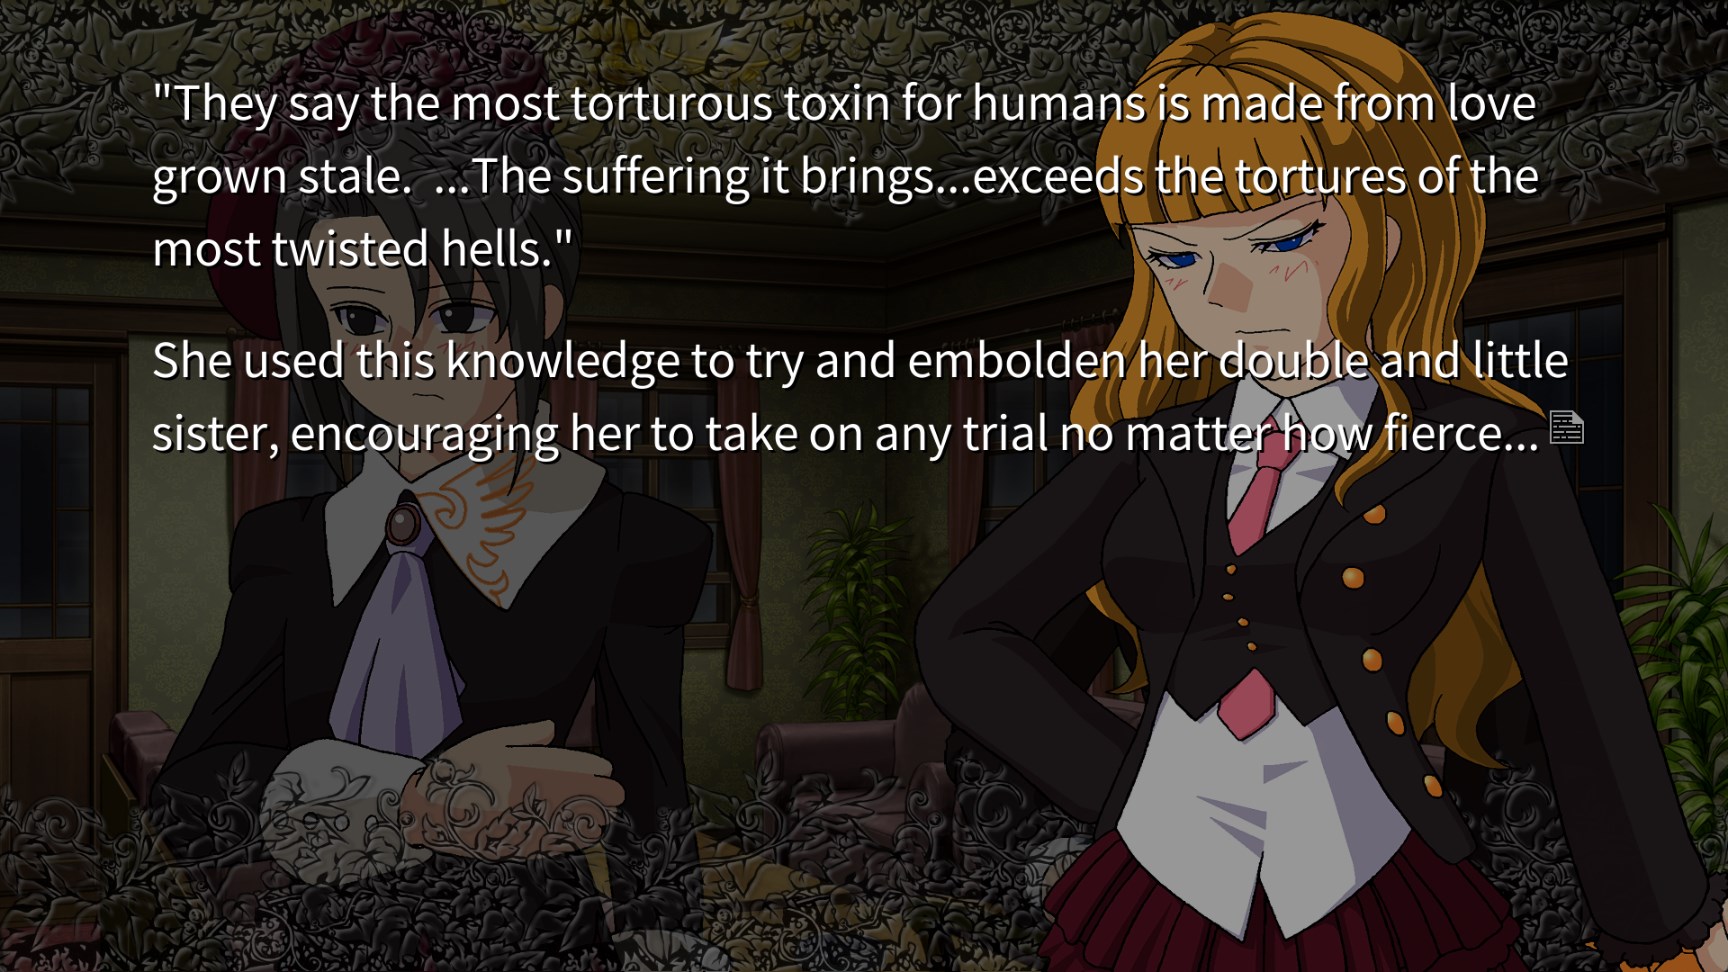 "They say the most torturous toxin for humans is made from love
grown stale.  ...The suffering it brings...exceeds the tortures of the
most twisted hells."
She used this knowledge to try and embolden her double and little
sister, encouraging her to take on any trial no matter how fierce...